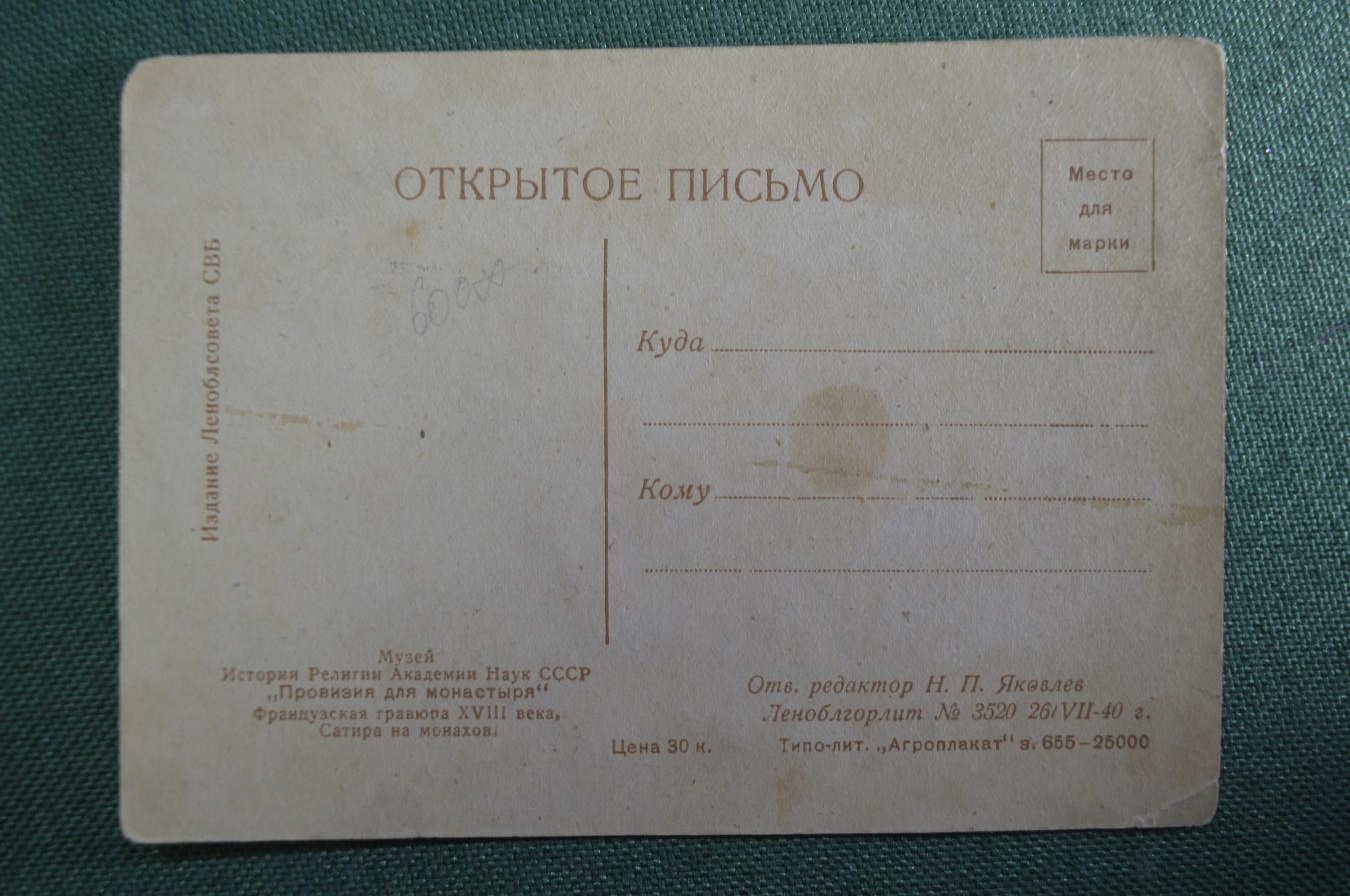 ОТКРЫТОЕ ПИСЬМО
Место
для
марки
Издание Леноблсовета СВБ
Куда
Кому
Музей
Истории Религии Академии Наук СССР
„Провизия для монастыря“
Французская гравюра XVIII века,
Сатира на монахов.
Отв. редактор Н. П. Яковлев
Леноблгорлит № 3520 26/VII-40 г.
Цена 30 к.
Типо-лит. „Агроплакат“ з. 655–25000